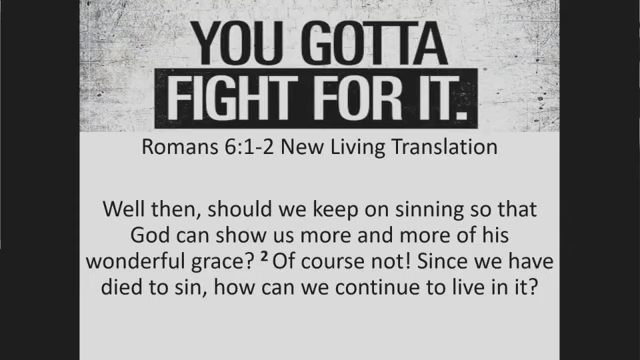 YOU GOTTA
FIGHT FOR IT.
Romans 6:1-2 New Living Translation
Well then, should we keep on sinning so that
God can show us more and more of his
wonderful grace? ² Of course not! Since we have
died to sin, how can we continue to live in it?